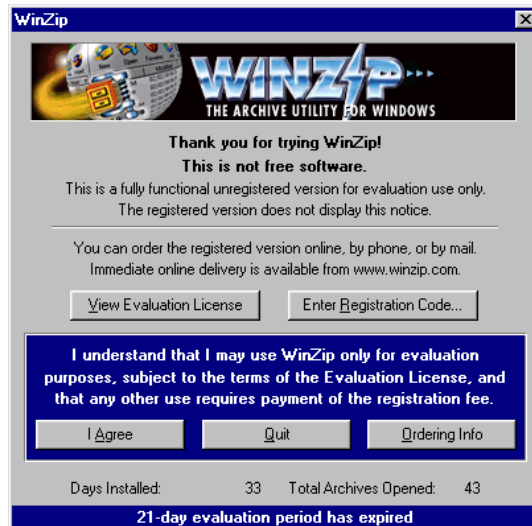 WinZip
WINZIP
THE ARCHIVE UTILITY FOR WINDOWS
Thank you for trying WinZip!
This is not free software.
This is a fully functional unregistered version for evaluation use only.
The registered version does not display this notice.
You can order the registered version online, by phone, or by mail.
Immediate online delivery is available from www.winzip.com.
View Evaluation License Enter Registration Code...
I understand that I may use WinZip only for evaluation
purposes, subject to the terms of the Evaluation License, and
that any other use requires payment of the registration fee.
I Agree Quit Ordering Info
Days Installed: 33 Total Archives Opened: 43
21-day evaluation period has expired